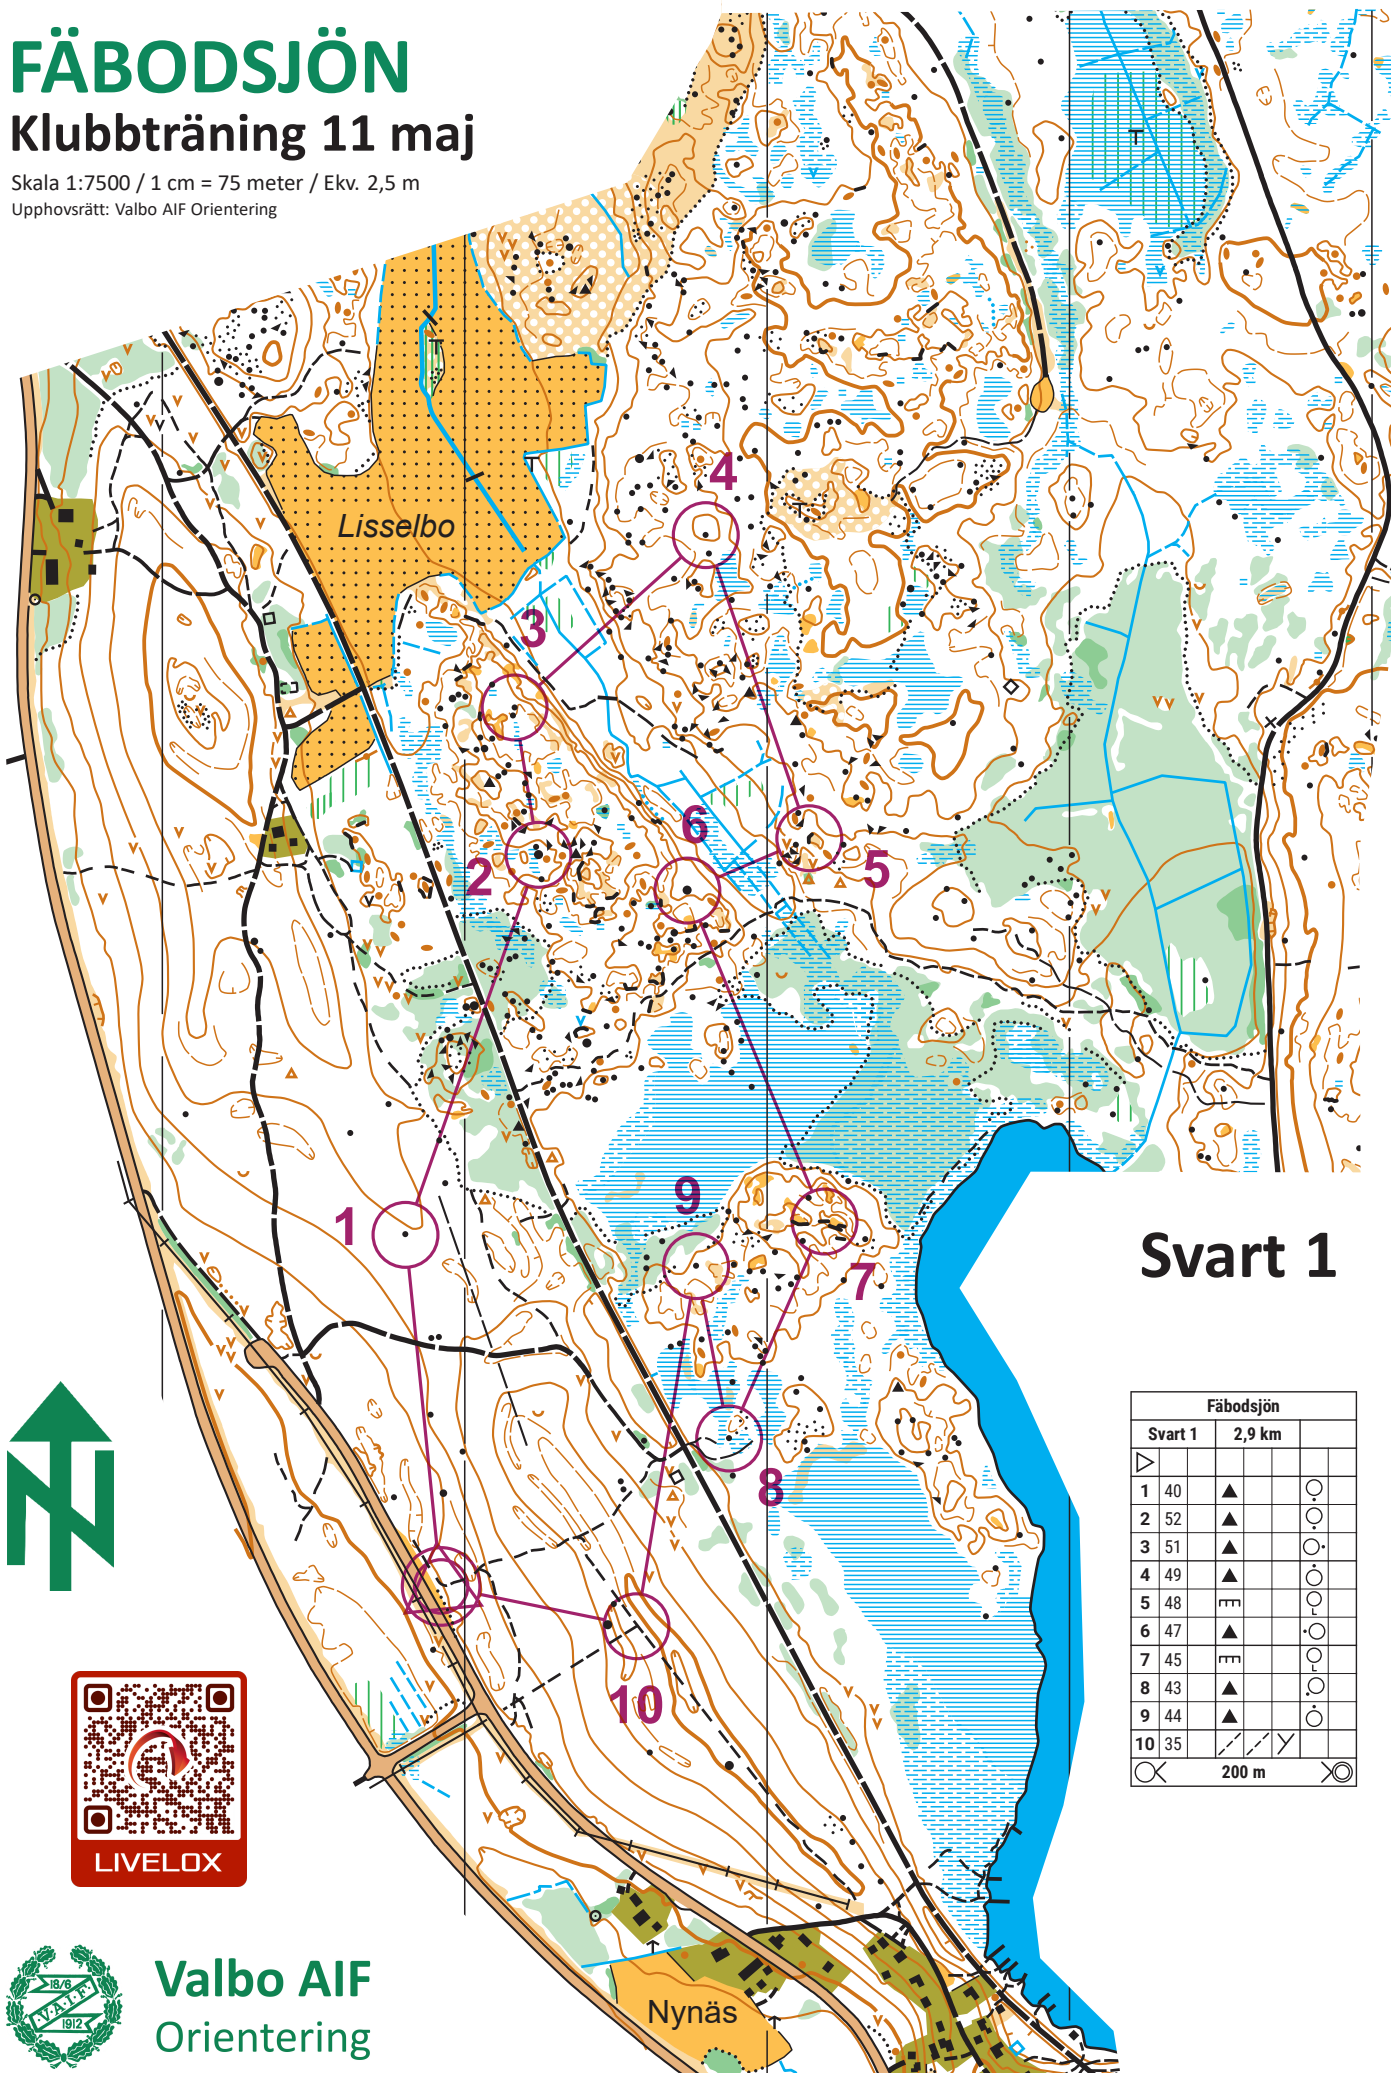 FÄBODSJÖN
Klubbträning 11 maj
Skala 1:7500 / 1 cm = 75 meter / Ekv. 2,5 m
Upphovsrätt: Valbo AIF Orientering
4
Lisselbo
3
6
2
5
9
1
7
Svart 1
8
10
Fäbodsjön
Svart 1 2,9 km
1 40
2 52
3 51
4 49
5 48
6 47
7 45
8 43
9 44
10 35
200 m
N
LIVELOX
18/6
V.A.I.F.
1912
Valbo AIF
Orientering
Nynäs